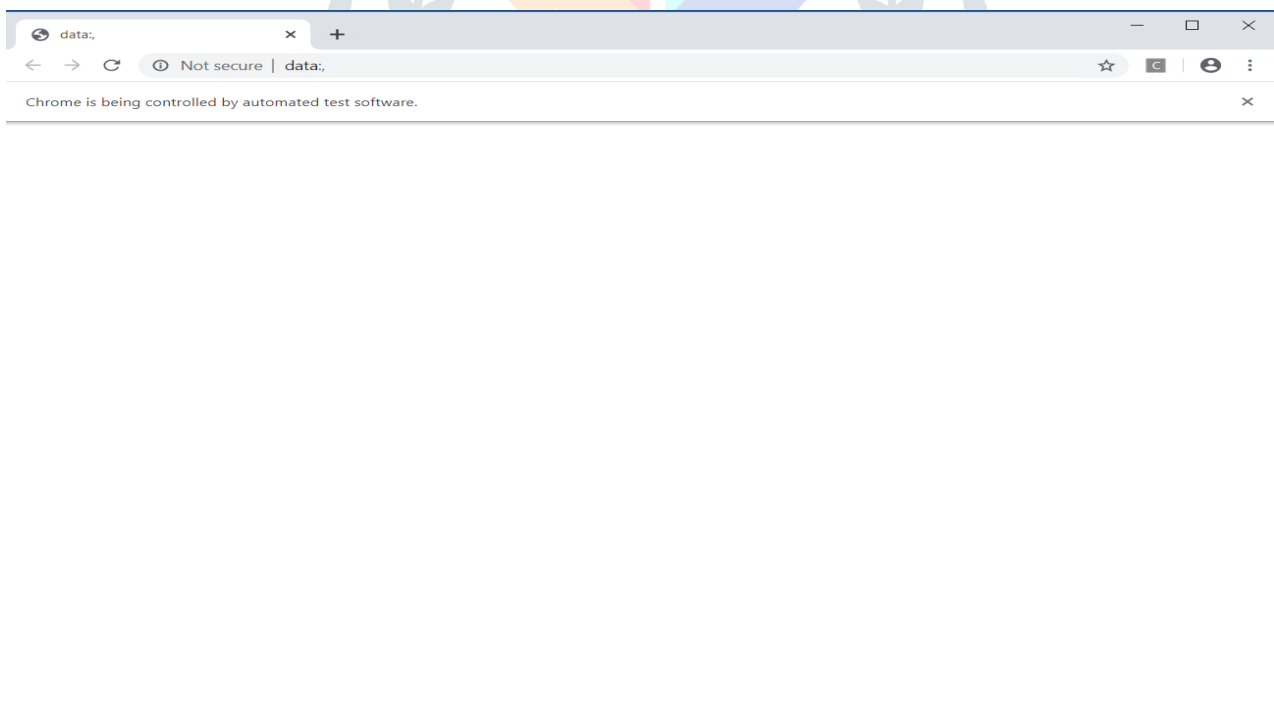 data:,
Not secure | data:,
C
Chrome is being controlled by automated test software.